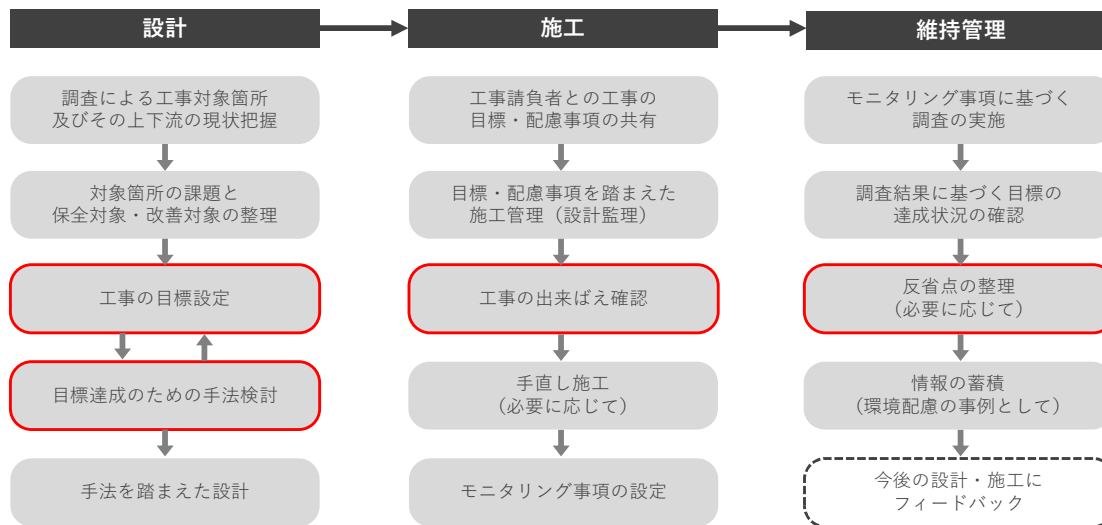 設計
調査による工事対象箇所
及びその上下流の現状把握
対象箇所の課題と
保全対象・改善対象の整理
工事の目標設定
目標達成のための手法検討
手法を踏まえた設計
施工
工事請負者との工事の
目標・配慮事項の共有
目標・配慮事項を踏まえた
施工管理（設計監理）
工事の出来ばえ確認
手直し施工
(必要に応じて)
モニタリング事項の設定
維持管理
モニタリング事項に基づく
調査の実施
調査結果に基づく目標の
達成状況の確認
反省点の整理
(必要に応じて)
情報の蓄積
(環境配慮の事例として)
今後の設計・施工に
フィードバック